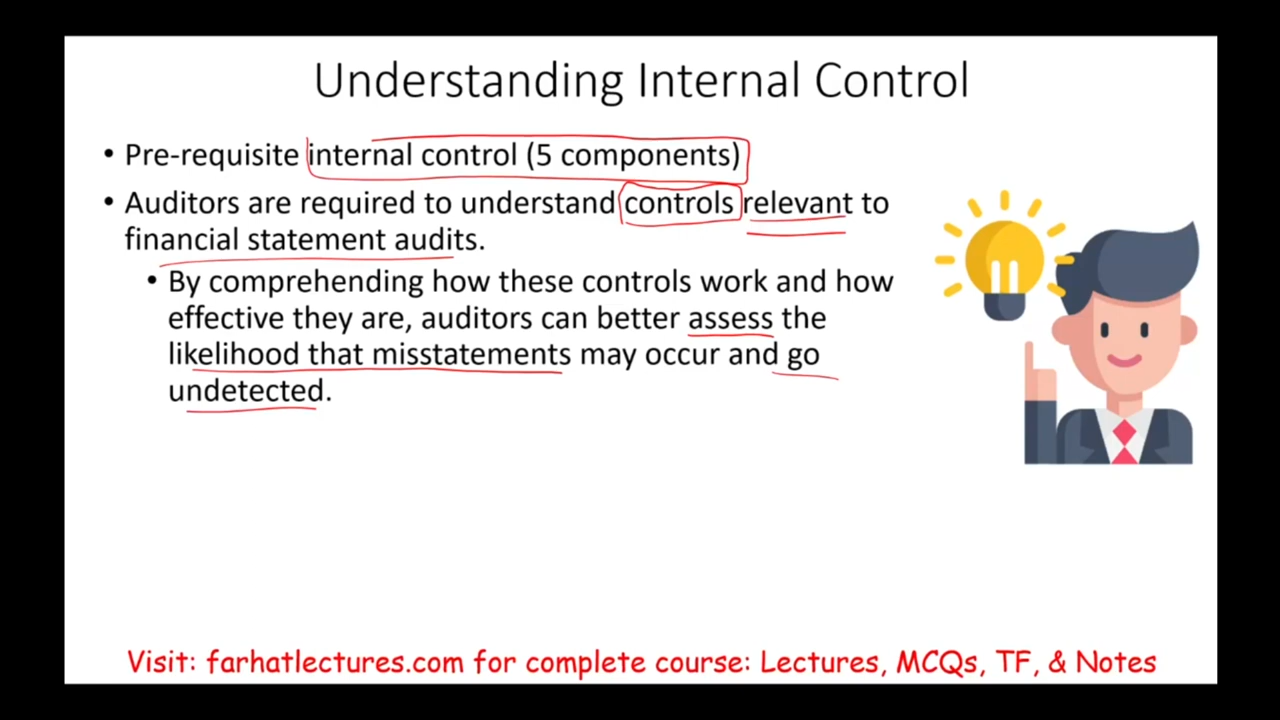 Understanding Internal Control
• Pre-requisite internal control (5 components)
• Auditors are required to understand controls relevant to
financial statement audits.
• By comprehending how these controls work and how
effective they are, auditors can better assess the
likelihood that misstatements may occur and go
undetected.
Visit: farhatlectures.com for complete course: Lectures, MCQs, TF, & Notes